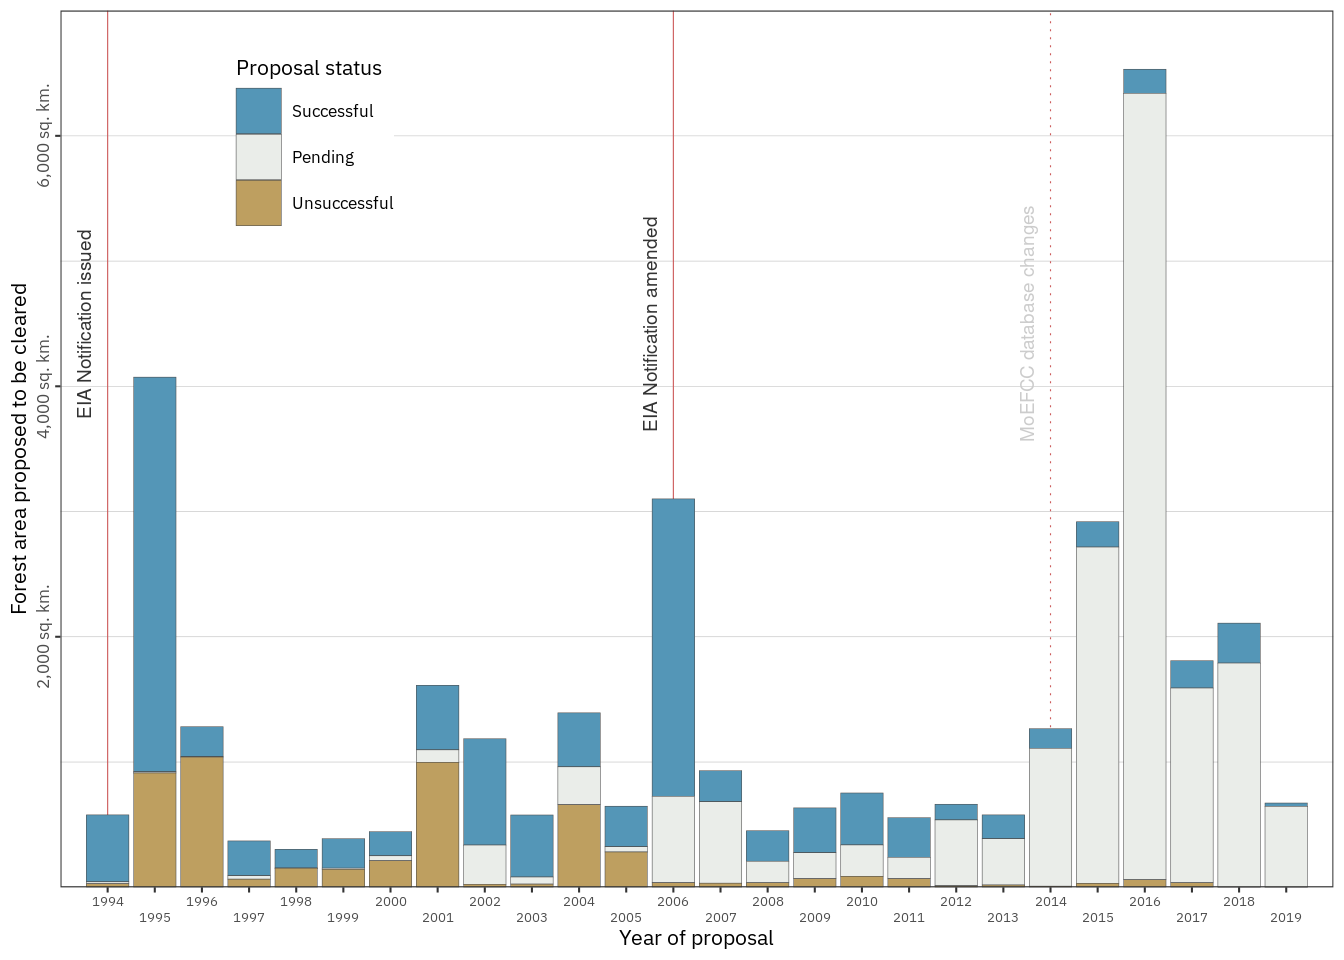 Proposal status
Successful
Pending
Unsuccessful
EIA Notification issued
EIA Notification amended
MoEFCC database changes
Forest area proposed to be cleared
6,000 sq. km.
4,000 sq. km.
2,000 sq. km.
1994 1996 1998 2000 2002 2004 2006 2008 2010 2012 2014 2016 2018
1995 1997 1999 2001 2003 2005 2007 2009 2011 2013 2015 2017 2019
Year of proposal